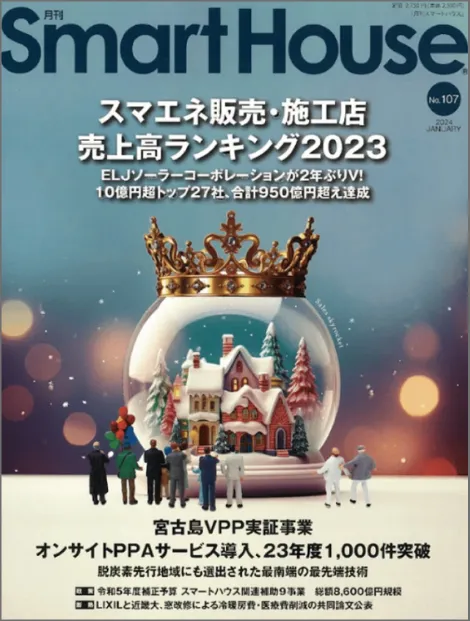 月刊
Smart House
No.107
2024
JANUARY
スマエネ販売・施工店
売上高ランキング2023
ELJソーラーコーポレーションが2年ぶりV!
10億円超トップ27社、合計950億円超え達成
Sales skyrocket
宮古島VPP実証事業
オンサイトPPAサービス導入、23年度1,000件突破
脱炭素先行地域にも選出された最南端の最先端技術
令和5年度補正予算 スマートハウス関連補助9事業 総額8,600億円規模
LIXILと近畿大、窓改修による冷暖房費・医療費削減の共同論文公表